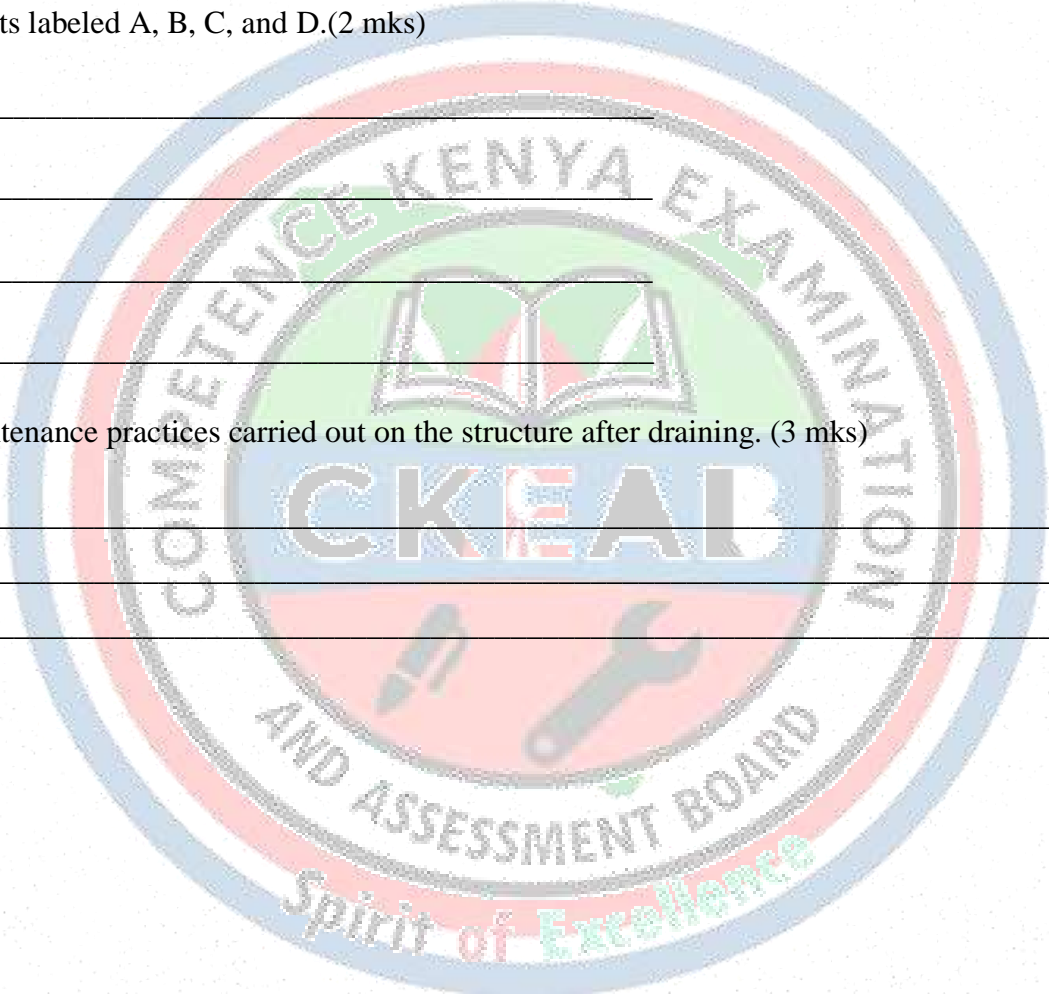 ts labeled A, B, C, and D.(2 mks)
COMPETENCE KENYA EXAMINATION
tenance practices carried out on the structure after draining. (3 mks)
CKEAB
AND ASSESSMENT BOARD
Spirit of Excellence